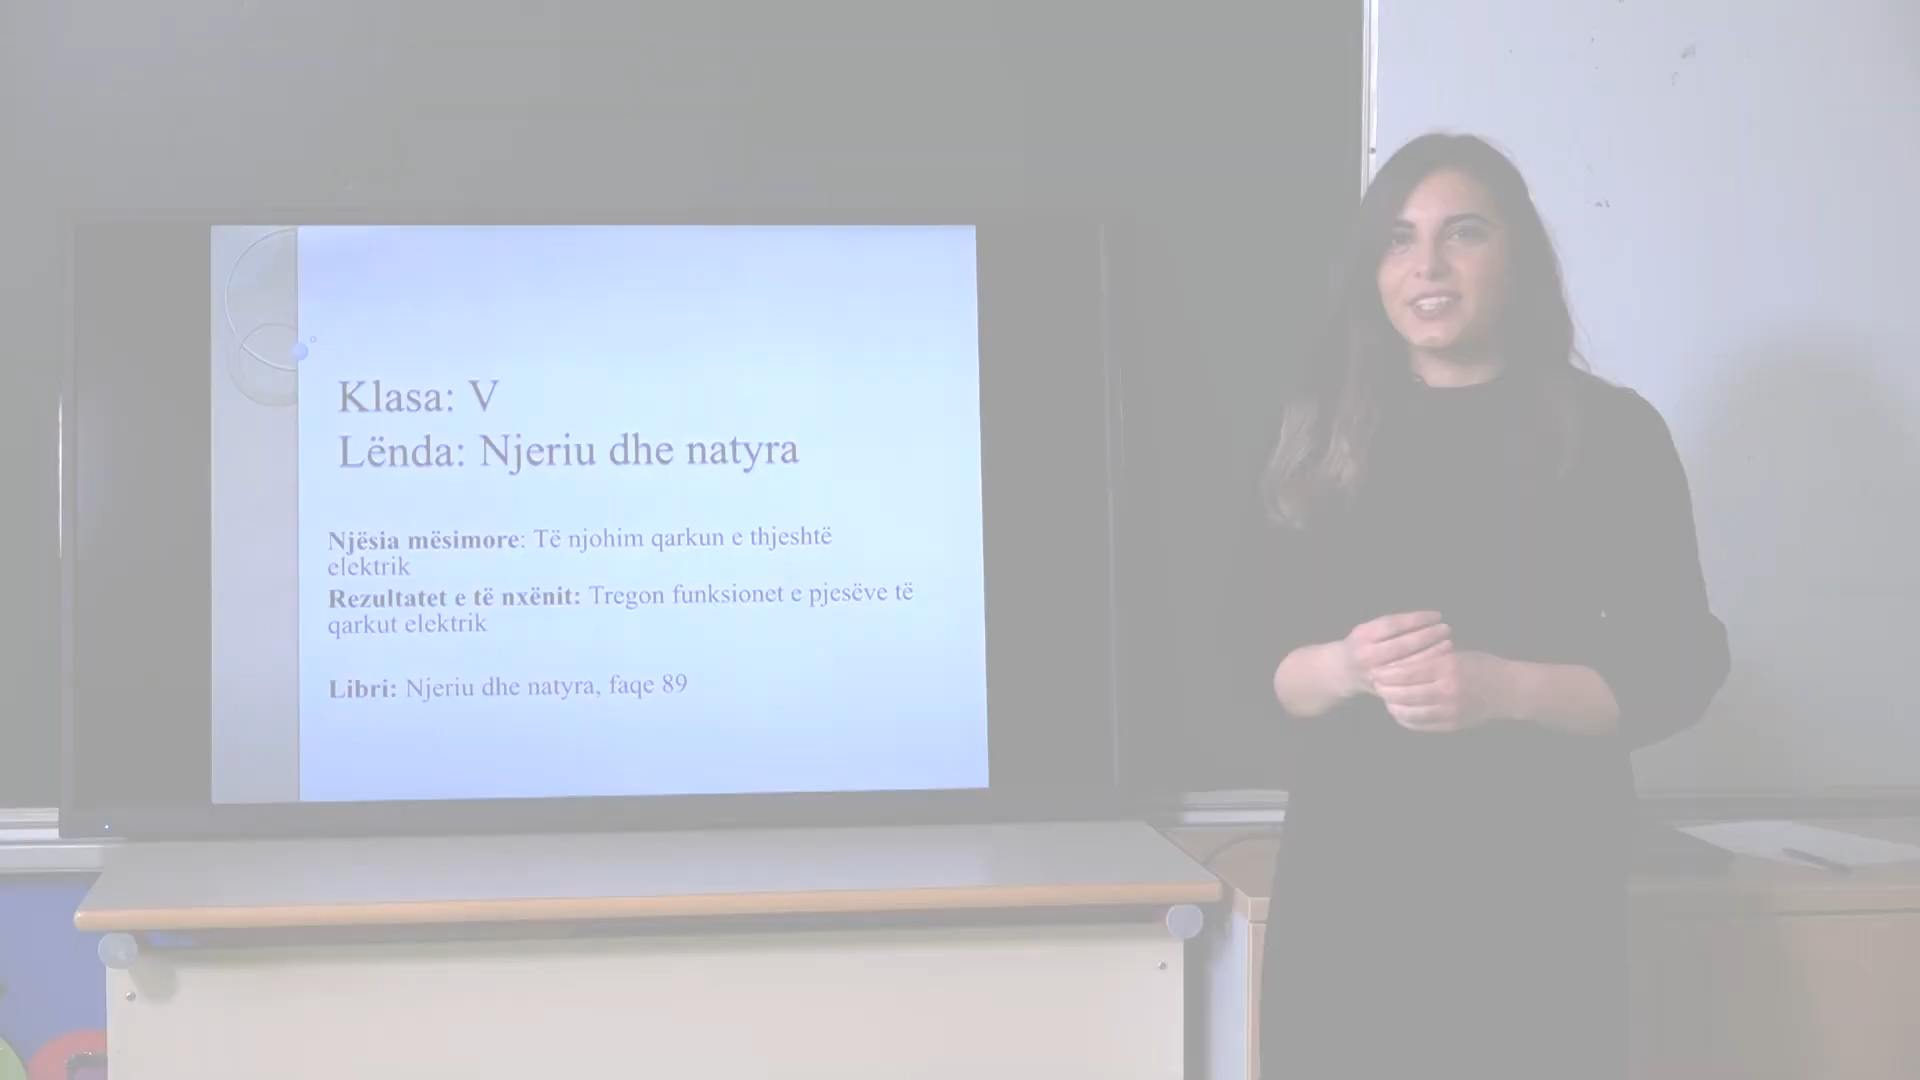 Klasa: V
Lënda: Njeriu dhe natyra
Njësia mësimore: Të njohim qarkun e thjeshtë
elektrik
Rezultatet e të nxënit: Tregon funksionet e pjesëve të
qarkut elektrik
Libri: Njeriu dhe natyra, faqe 89